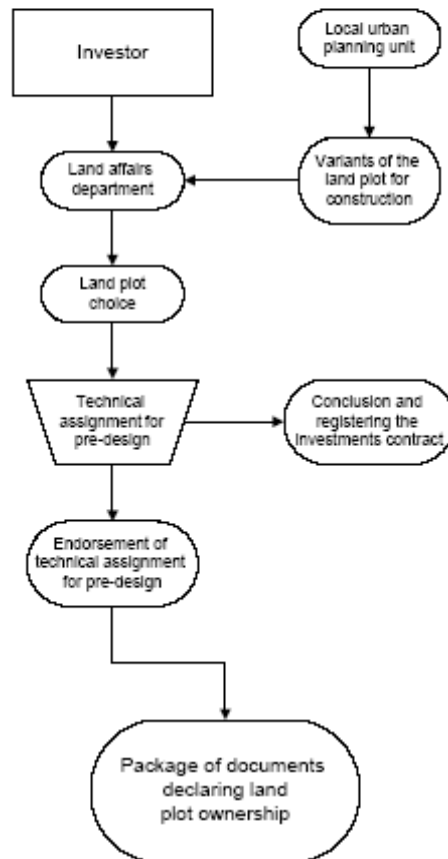 Investor
Local urban
planning unit
Land affairs
department
Variants of the
land plot for
construction
Land plot
choice
Technical
assignment for
pre-design
Conclusion and
registering the
investments contract
Endorsement of
technical assignment
for pre-design
Package of documents
declaring land
plot ownership